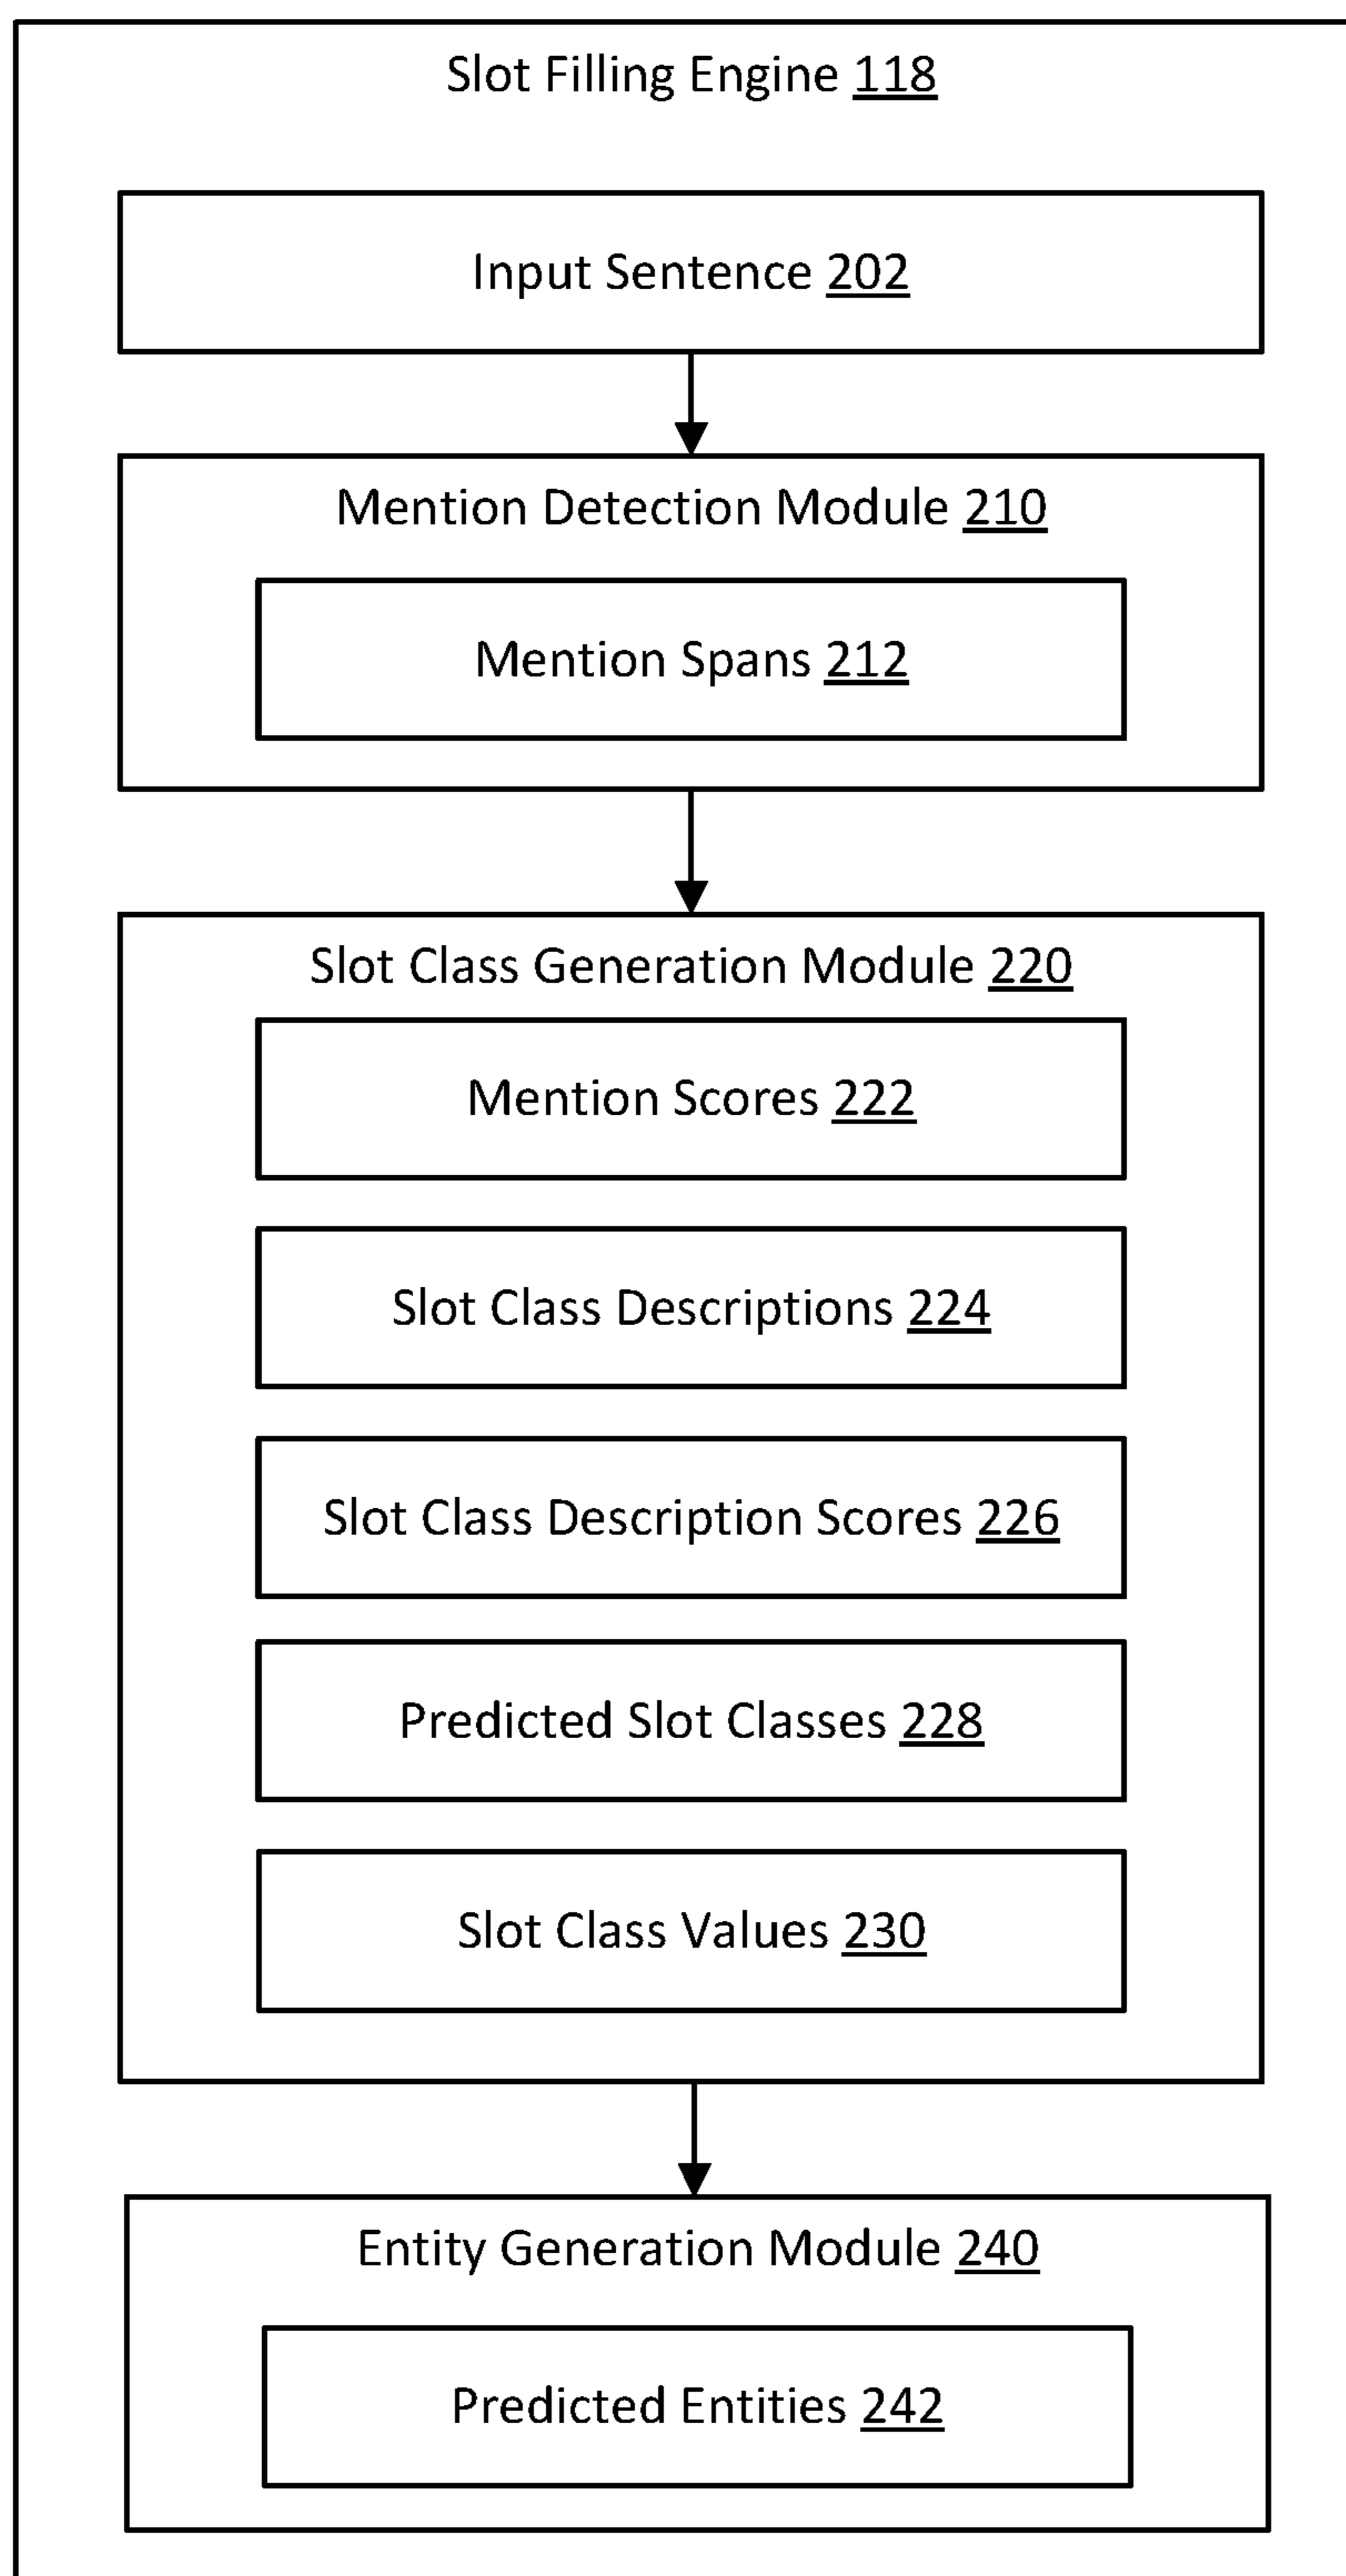 Slot Filling Engine 118
Input Sentence 202
Mention Detection Module 210
Mention Spans 212
Slot Class Generation Module 220
Mention Scores 222
Slot Class Descriptions 224
Slot Class Description Scores 226
Predicted Slot Classes 228
Slot Class Values 230
Entity Generation Module 240
Predicted Entities 242